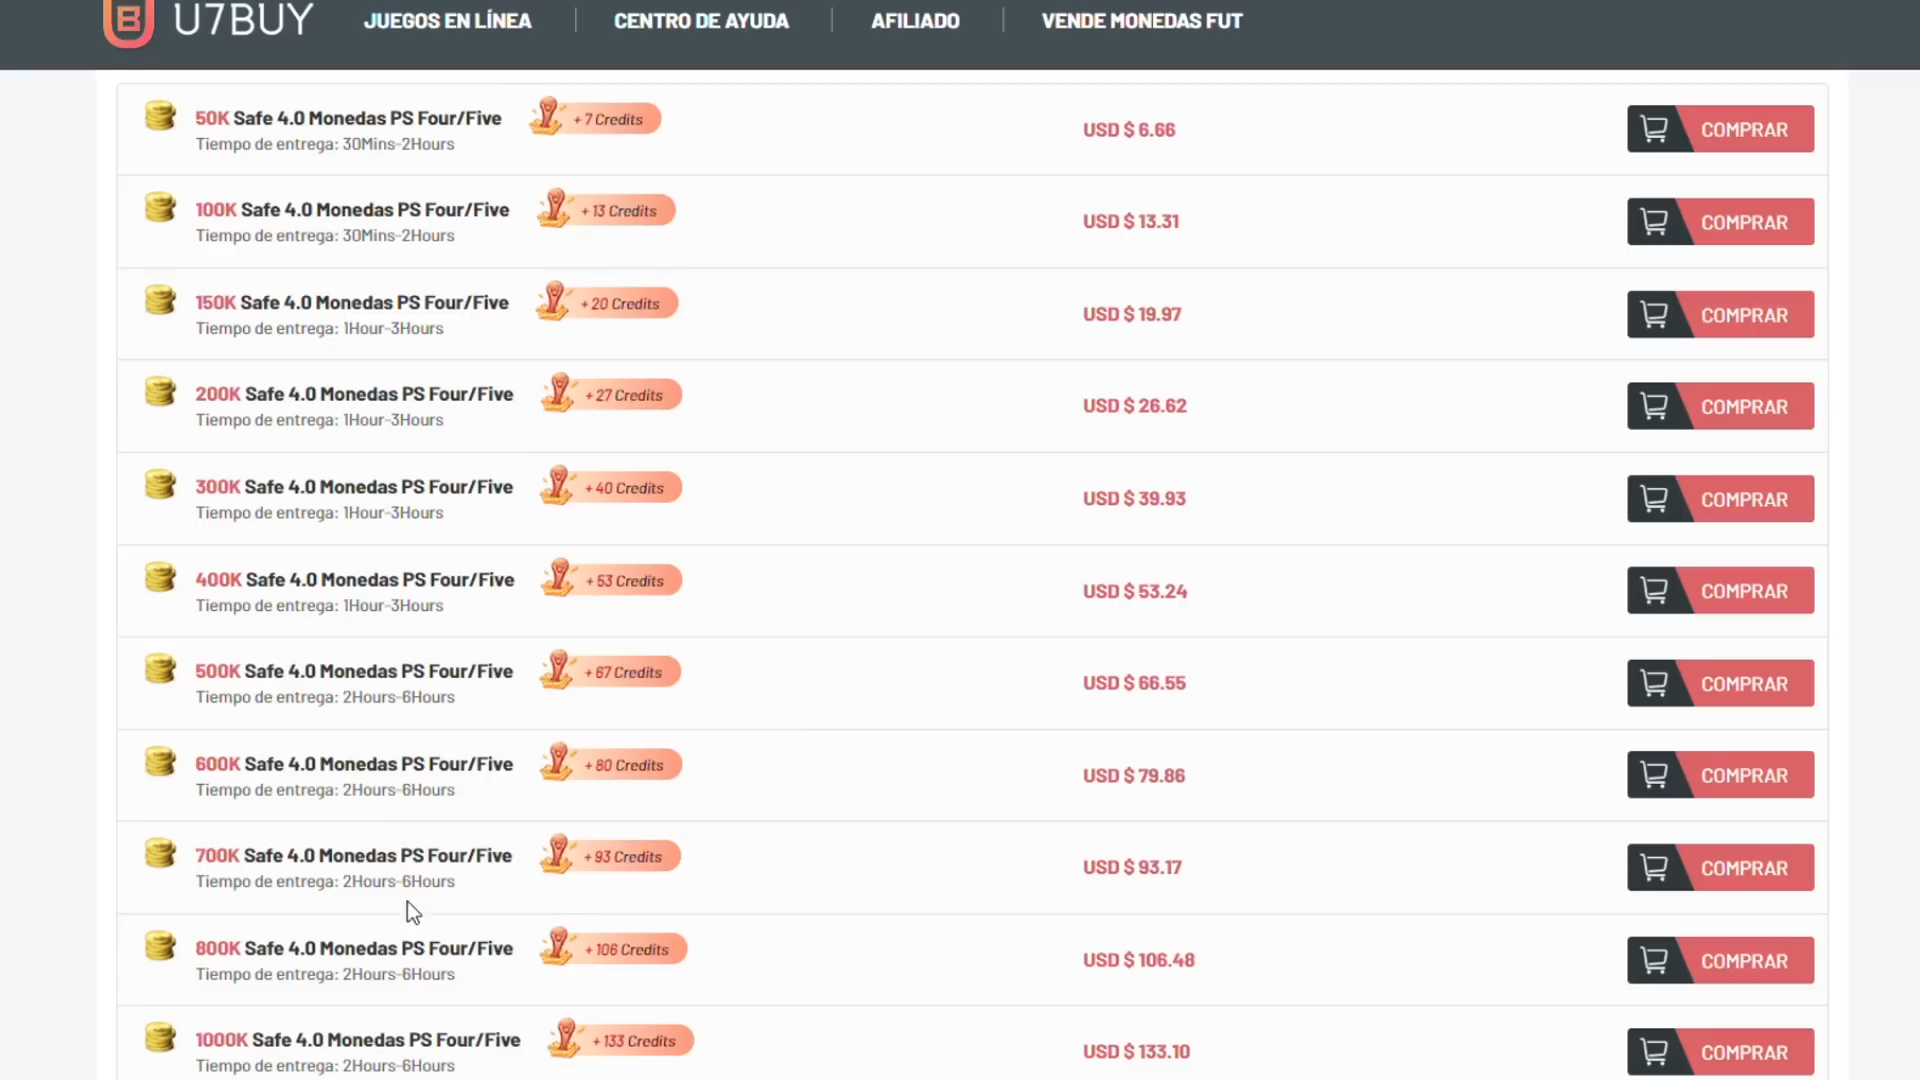 U7BUY JUEGOS EN LÍNEA CENTRO DE AYUDA AFILIADO VENDE MONEDAS FUT
50K Safe 4.0 Monedas PS Four/Five + 7 Credits USD $ 6.66 COMPRAR
Tiempo de entrega: 30Mins-2Hours
100K Safe 4.0 Monedas PS Four/Five + 13 Credits USD $ 13.31 COMPRAR
Tiempo de entrega: 30Mins-2Hours
150K Safe 4.0 Monedas PS Four/Five + 20 Credits USD $ 19.97 COMPRAR
Tiempo de entrega: 1Hour-3Hours
200K Safe 4.0 Monedas PS Four/Five + 27 Credits USD $ 26.62 COMPRAR
Tiempo de entrega: 1Hour-3Hours
300K Safe 4.0 Monedas PS Four/Five + 40 Credits USD $ 39.93 COMPRAR
Tiempo de entrega: 1Hour-3Hours
400K Safe 4.0 Monedas PS Four/Five + 53 Credits USD $ 53.24 COMPRAR
Tiempo de entrega: 1Hour-3Hours
500K Safe 4.0 Monedas PS Four/Five + 67 Credits USD $ 66.55 COMPRAR
Tiempo de entrega: 2Hours-6Hours
600K Safe 4.0 Monedas PS Four/Five + 80 Credits USD $ 79.86 COMPRAR
Tiempo de entrega: 2Hours-6Hours
700K Safe 4.0 Monedas PS Four/Five + 93 Credits USD $ 93.17 COMPRAR
Tiempo de entrega: 2Hours-6Hours
800K Safe 4.0 Monedas PS Four/Five + 106 Credits USD $ 106.48 COMPRAR
Tiempo de entrega: 2Hours-6Hours
1000K Safe 4.0 Monedas PS Four/Five + 133 Credits USD $ 133.10 COMPRAR
Tiempo de entrega: 2Hours-6Hours